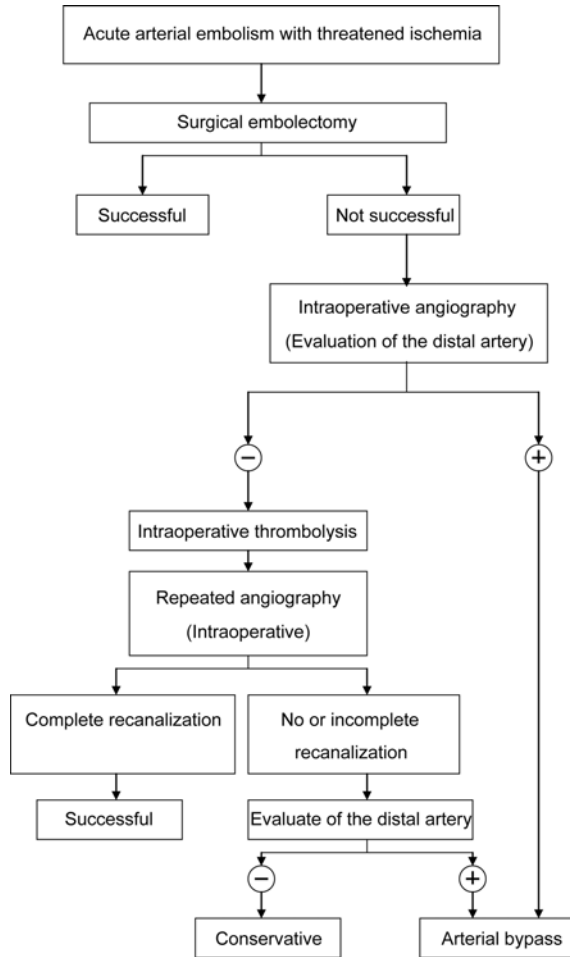 Acute arterial embolism with threatened ischemia
Surgical embolectomy
Successful
Not successful
Intraoperative angiography
(Evaluation of the distal artery)
−
+
Intraoperative thrombolysis
Repeated angiography
(Intraoperative)
Complete recanalization
No or incomplete
recanalization
Successful
Evaluate of the distal artery
−
+
Conservative
Arterial bypass